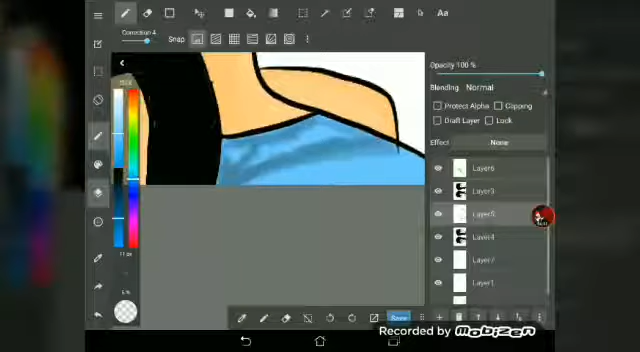 Aa
Correction 4
Snap
Opacity 100 %
Blending Normal
Protect Alpha Clipping
Draft Layer Lock
Effect None
Layer6
Layer3
Layer5
Layer4
Layer7
Layer1
Save
Recorded by mobizen